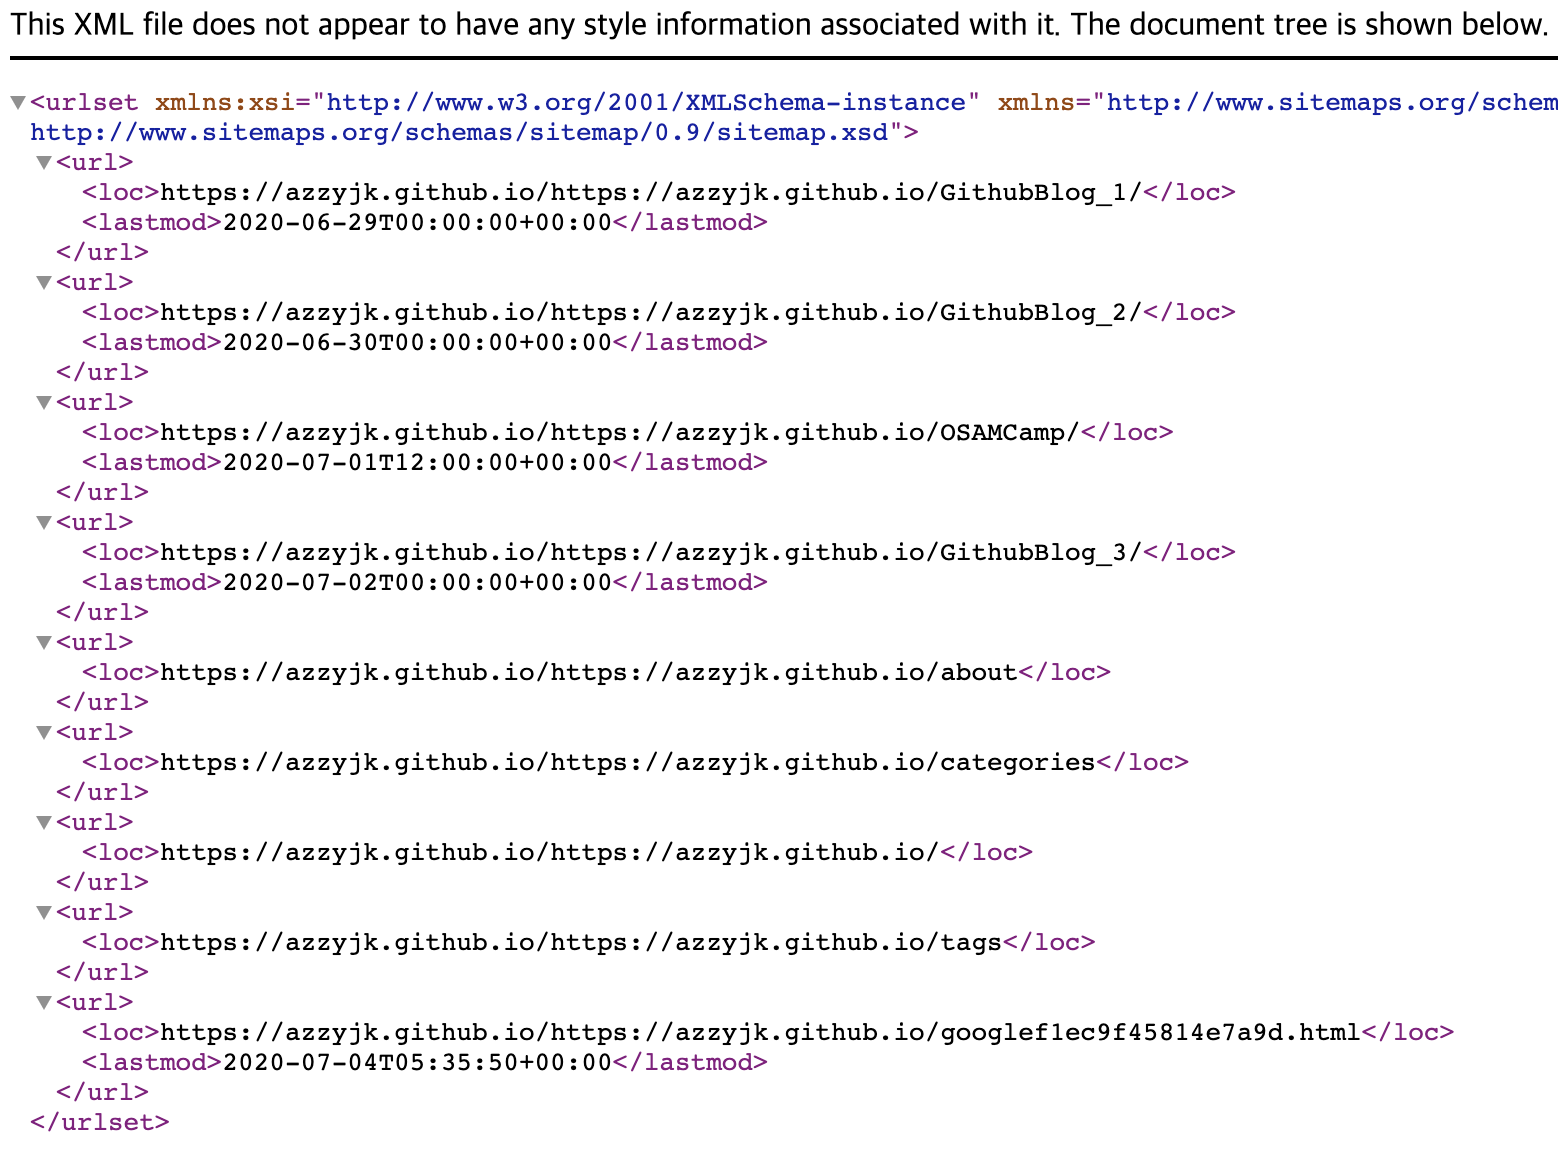 This XML file does not appear to have any style information associated with it. The document tree is shown below.
<urlset xmlns:xsi="http://www.w3.org/2001/XMLSchema-instance" xmlns="http://www.sitemaps.org/schem
http://www.sitemaps.org/schemas/sitemap/0.9/sitemap.xsd">
<url>
<loc>https://azzyjk.github.io/https://azzyjk.github.io/GithubBlog_1/</loc>
<lastmod>2020-06-29T00:00:00+00:00</lastmod>
</url>
<url>
<loc>https://azzyjk.github.io/https://azzyjk.github.io/GithubBlog_2/</loc>
<lastmod>2020-06-30T00:00:00+00:00</lastmod>
</url>
<url>
<loc>https://azzyjk.github.io/https://azzyjk.github.io/OSAMCamp/</loc>
<lastmod>2020-07-01T12:00:00+00:00</lastmod>
</url>
<url>
<loc>https://azzyjk.github.io/https://azzyjk.github.io/GithubBlog_3/</loc>
<lastmod>2020-07-02T00:00:00+00:00</lastmod>
</url>
<url>
<loc>https://azzyjk.github.io/https://azzyjk.github.io/about</loc>
</url>
<url>
<loc>https://azzyjk.github.io/https://azzyjk.github.io/categories</loc>
</url>
<url>
<loc>https://azzyjk.github.io/https://azzyjk.github.io/</loc>
</url>
<url>
<loc>https://azzyjk.github.io/https://azzyjk.github.io/tags</loc>
</url>
<url>
<loc>https://azzyjk.github.io/https://azzyjk.github.io/googlef1ec9f45814e7a9d.html</loc>
<lastmod>2020-07-04T05:35:50+00:00</lastmod>
</url>
</urlset>